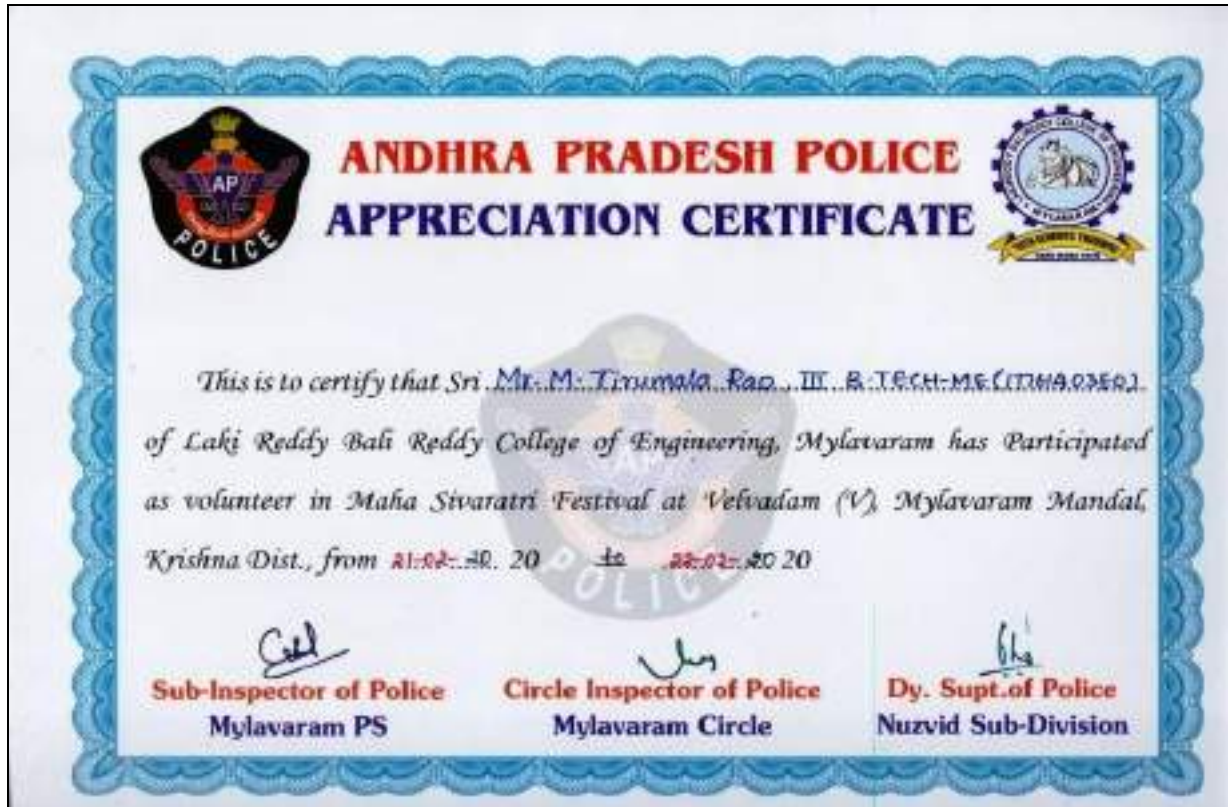 ANDHRA PRADESH POLICE
APPRECIATION CERTIFICATE
AP
POLICE
MYLAVARAM
This is to certify that Sri Mr. M. Tirumala Rao, III B.TECH-ME
of Laki Reddy Bali Reddy College of Engineering, Mylavaram has Participated
as volunteer in Maha Sivaratri Festival at Velvadam (V), Mylavaram Mandal,
Krishna Dist., from 21-02-20. 20 to 22-02-20 20
AP
POLICE
Sub-Inspector of Police Circle Inspector of Police Dy. Supt.of Police
Mylavaram PS Mylavaram Circle Nuzvid Sub-Division